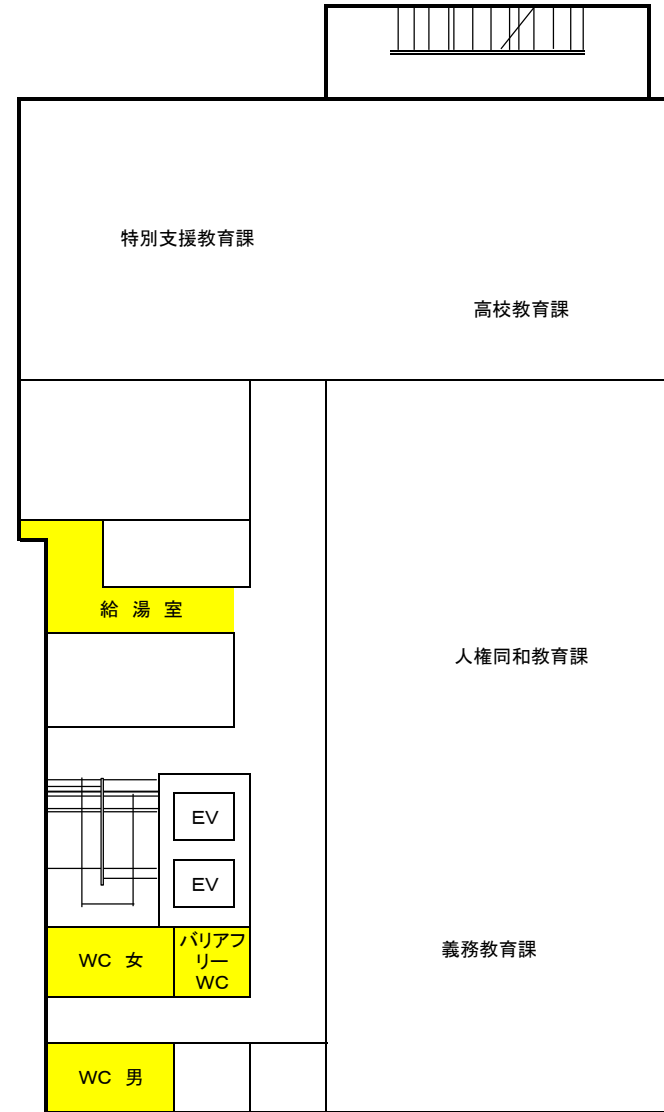 特別支援教育課
高校教育課
給 湯 室
人権同和教育課
EV
EV
WC 女
バリアフ
リー
WC
義務教育課
WC 男